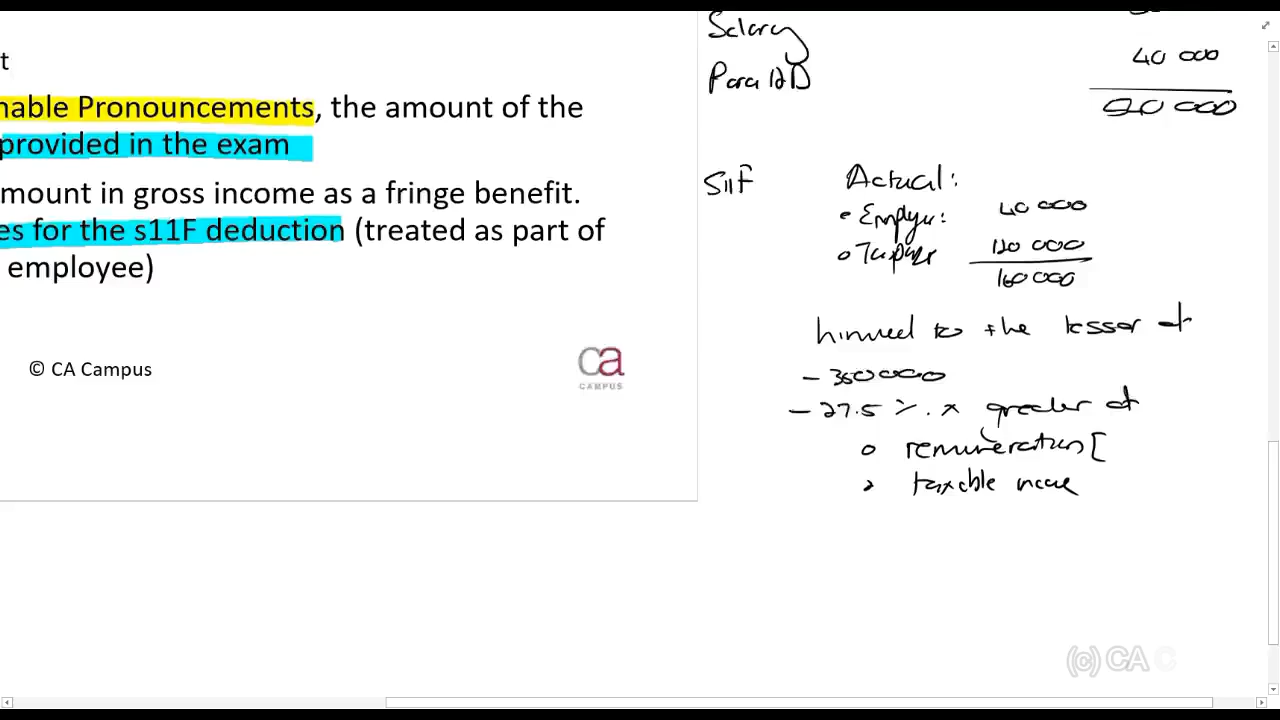 t
nable Pronouncements, the amount of the
provided in the exam
mount in gross income as a fringe benefit.
es for the s11F deduction (treated as part of
employee)
© CA Campus
ca
CAMPUS
Salary
40 000
Para 12D
90 000
S11F
Actual:
40 000
120 000
160 000
limited to the lesser of
- 350 000
- 27.5 %. x greater of
remuneration [
taxable
(c) CA C